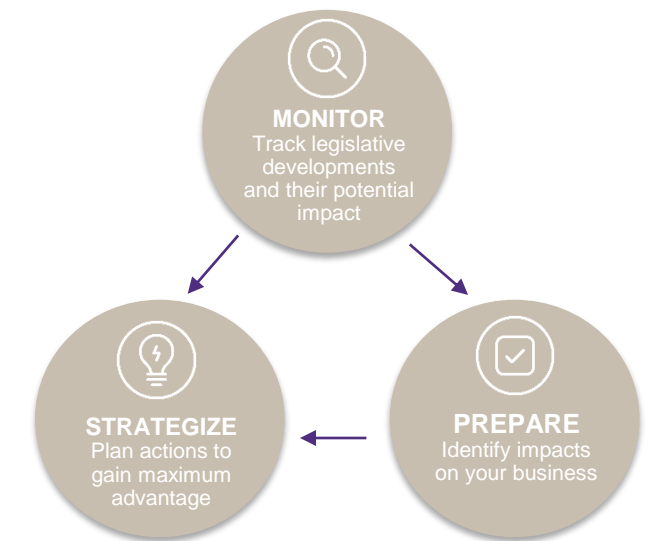 MONITOR
Track legislative
developments
and their potential
impact
STRATEGIZE
Plan actions to
gain maximum
advantage
PREPARE
Identify impacts
on your business